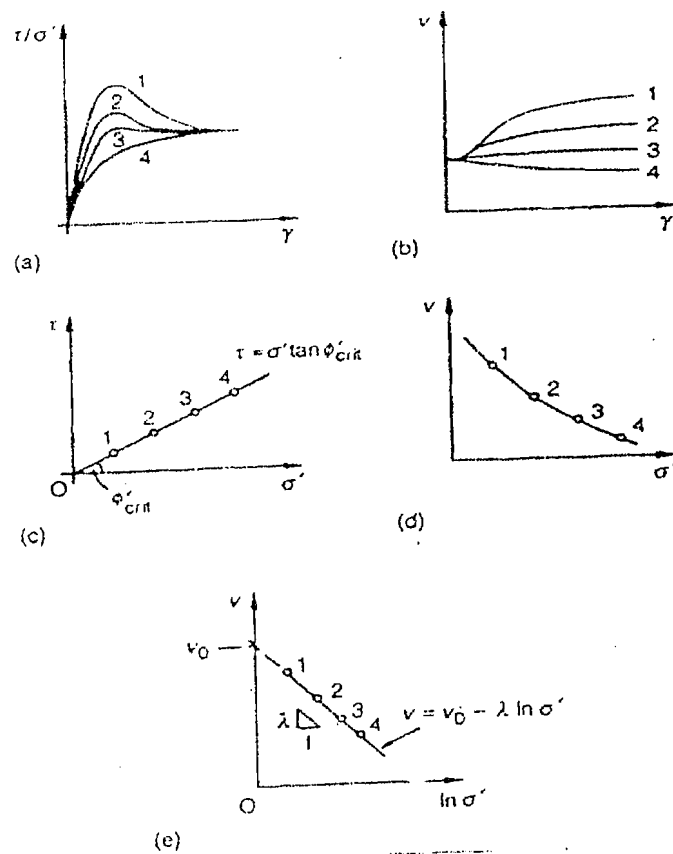 τ/σ′
1
2
3
4
γ
(a)
v
1
2
3
4
γ
(b)
τ
τ = σ′ tan φ′crit
1
2
3
4
O
φ′crit
σ′
(c)
v
1
2
3
4
σ′
(d)
v
v₀
1
2
3
4
λ
1
v = v₀ − λ ln σ′
O
ln σ′
(e)